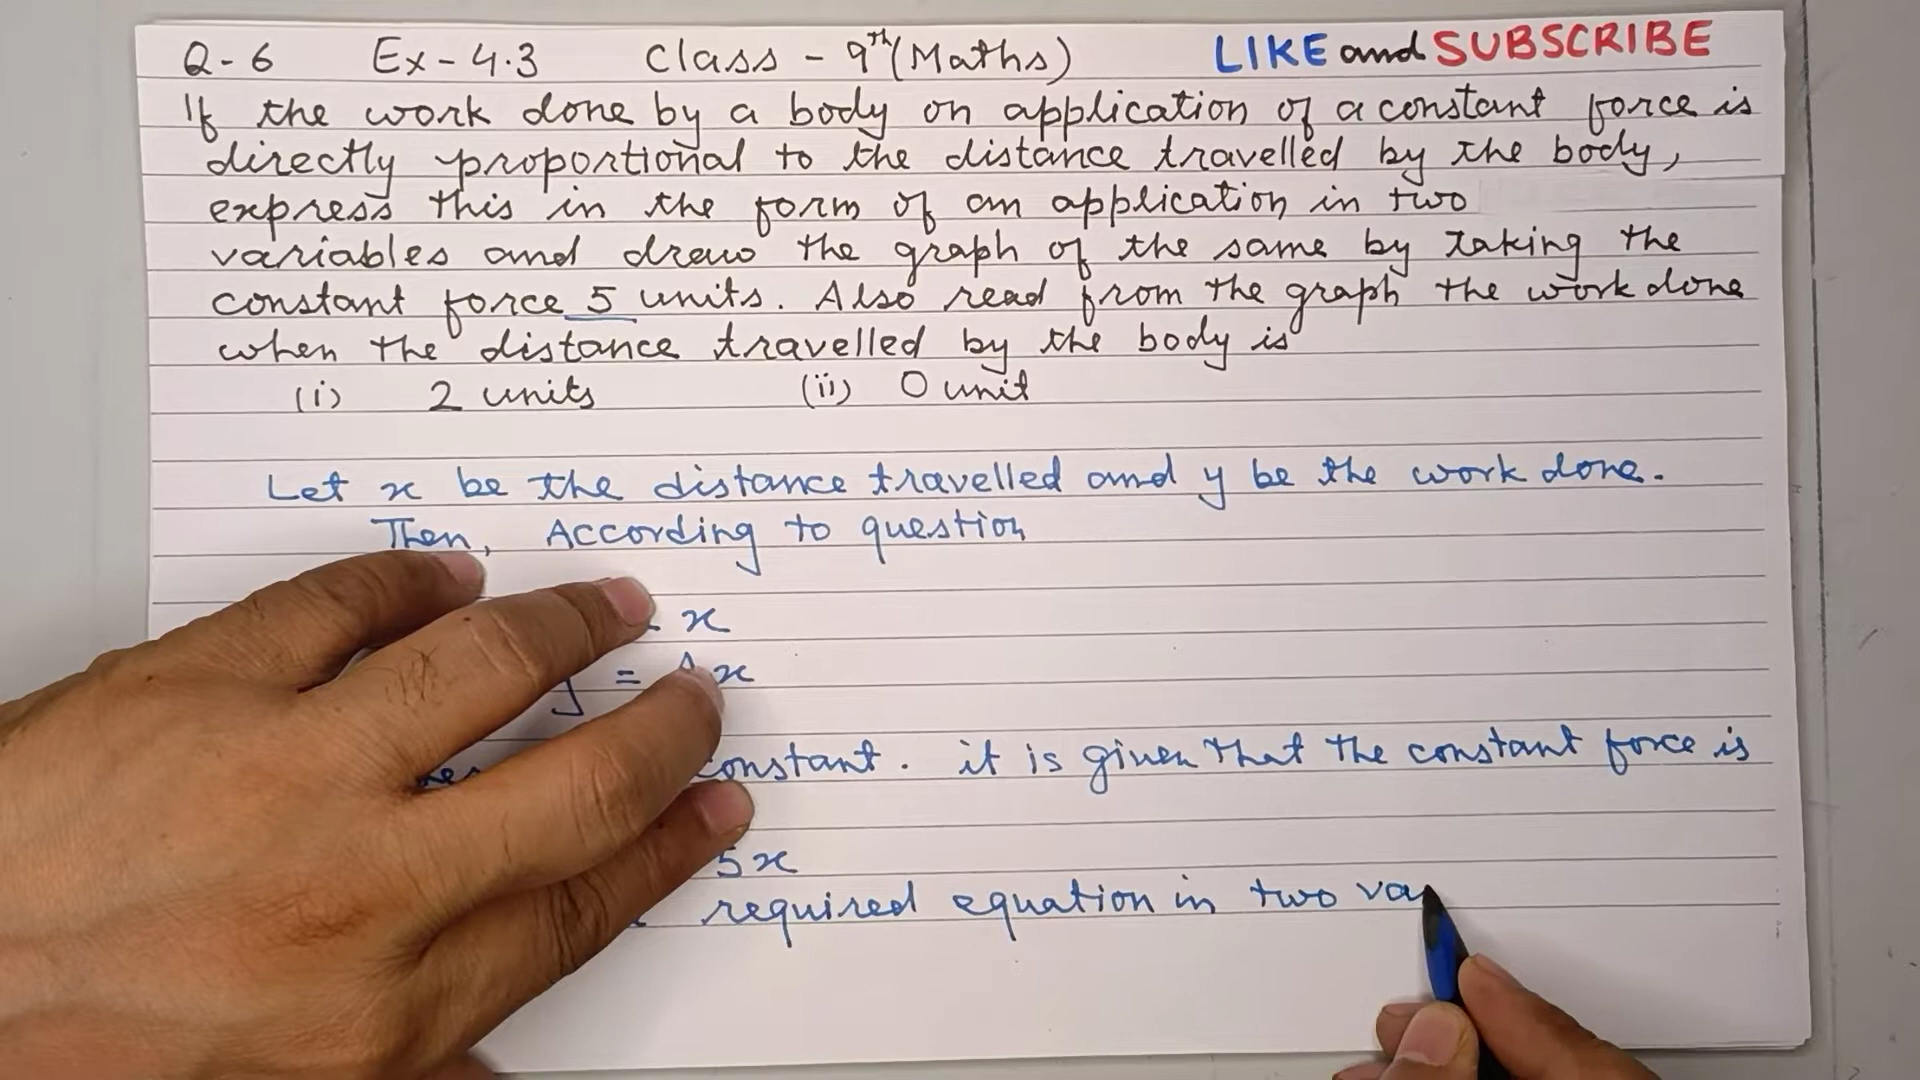 Q-6 Ex-4.3 Class - 9th (Maths) LIKE and SUBSCRIBE
If the work done by a body on application of a constant force is
directly proportional to the distance travelled by the body,
express this in the form of an application in two
variables and draw the graph of the same by taking the
constant force 5 units. Also read from the graph the work done
when the distance travelled by the body is
(i) 2 units (ii) 0 unit
Let x be the distance travelled and y be the work done.
Then, According to question
x
y = x
constant. it is given that the constant force is
5x
required equation in two